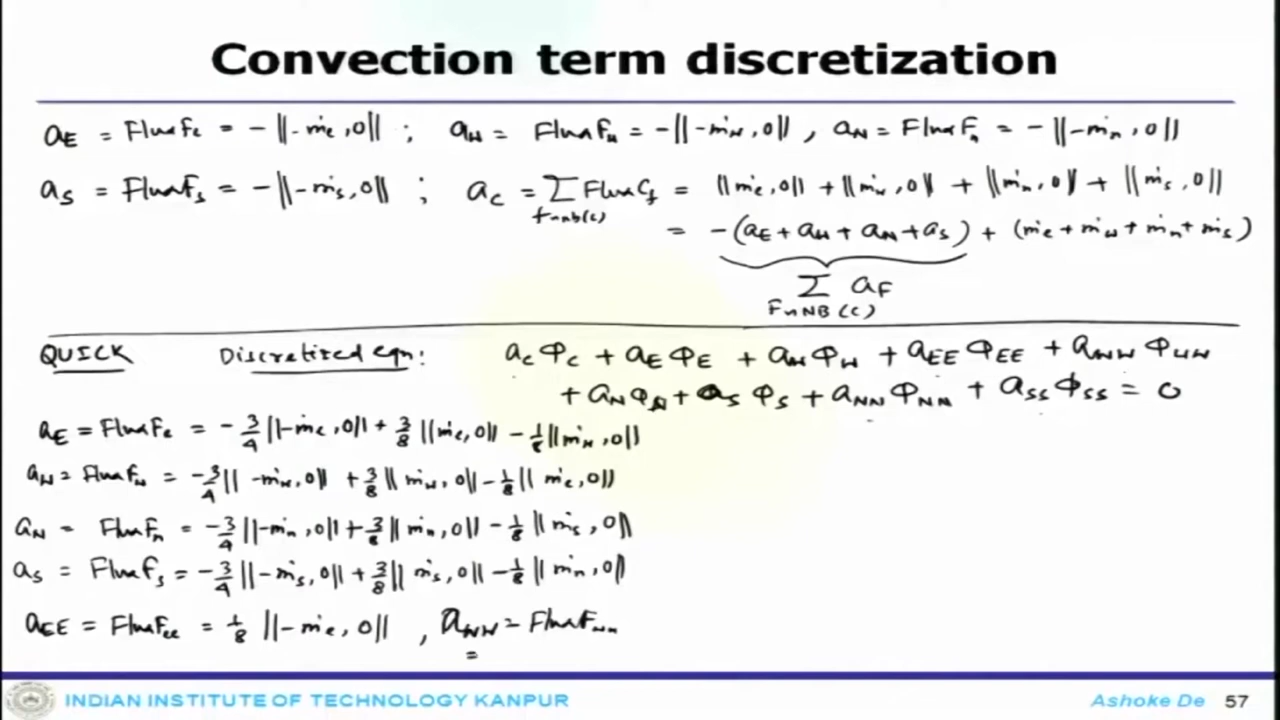 Convection term discretization
a_E = FluxF_e = - ||-ṁ_e, 0|| ; a_W = FluxF_w = - ||-ṁ_w, 0|| , a_N = FluxF_n = - ||-ṁ_n, 0||
a_S = FluxF_s = - ||-ṁ_s, 0|| ; a_C = Σ_{f~nb(c)} FluxC_f = ||ṁ_e, 0|| + ||ṁ_w, 0|| + ||ṁ_n, 0|| + ||ṁ_s, 0||
= -(a_E + a_W + a_N + a_S) + (ṁ_e + ṁ_w + ṁ_n + ṁ_s)
Σ_{F~NB(c)} a_F
QUICK Discretized eqn: a_C Φ_C + a_E Φ_E + a_W Φ_W + a_EE Φ_EE + a_WW Φ_WW
+ a_N Φ_N + a_S Φ_S + a_NN Φ_NN + a_SS Φ_SS = 0
a_E = FluxF_e = -3/4 ||-ṁ_e, 0|| + 3/8 ||ṁ_e, 0|| - 1/8 ||ṁ_w, 0||
a_W = FluxF_w = -3/4 ||-ṁ_w, 0|| + 3/8 ||ṁ_w, 0|| - 1/8 ||ṁ_e, 0||
a_N = FluxF_n = -3/4 ||-ṁ_n, 0|| + 3/8 ||ṁ_n, 0|| - 1/8 ||ṁ_s, 0||
a_S = FluxF_s = -3/4 ||-ṁ_s, 0|| + 3/8 ||ṁ_s, 0|| - 1/8 ||ṁ_n, 0||
a_EE = FluxF_ee = 1/8 ||-ṁ_e, 0|| , a_WW = FluxF_ww
=
INDIAN INSTITUTE OF TECHNOLOGY KANPUR Ashoke De 57